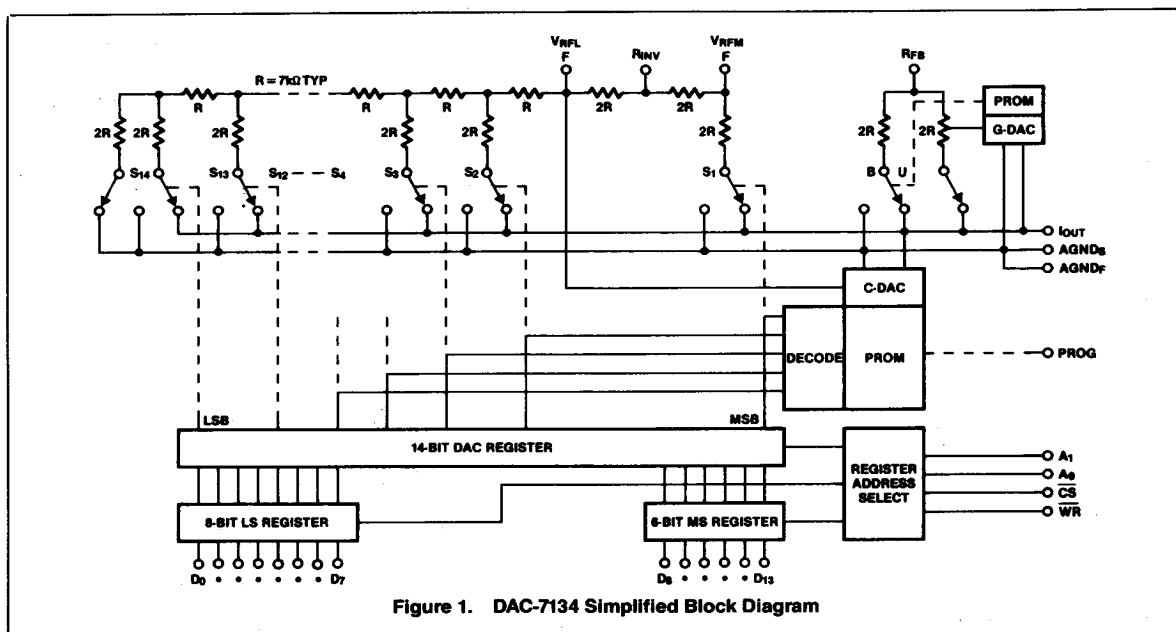 VRFL
F
RINV
VRFM
F
RFB
R = 7kΩ TYP
PROM
G-DAC
R
R
R
R
2R
2R
2R
2R
2R
2R
2R
2R
2R
2R
S14
S13
S12
S4
S3
S2
S1
B
U
IOUT
AGNDS
AGNDF
C-DAC
DECODE
PROM
PROG
LSB
MSB
14-BIT DAC REGISTER
REGISTER
ADDRESS
SELECT
A1
A0
CS
WR
8-BIT LS REGISTER
6-BIT MS REGISTER
D0
D7
D8
D13
Figure 1. DAC-7134 Simplified Block Diagram